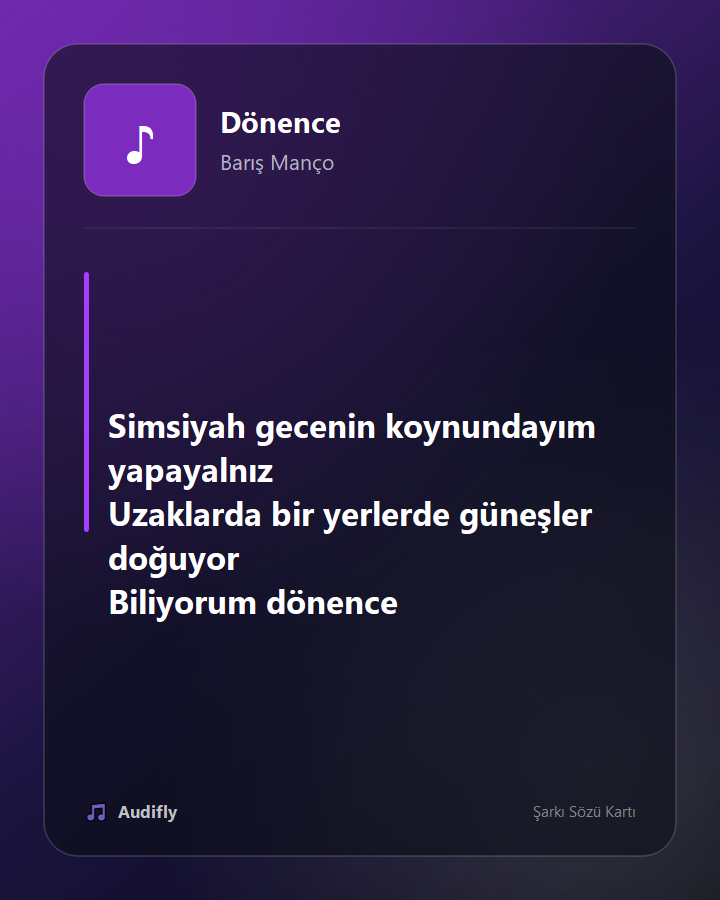 Dönence
Barış Manço
Simsiyah gecenin koynundayım
yapayalnız
Uzaklarda bir yerlerde güneşler
doğuyor
Biliyorum dönence
Audifly
Şarkı Sözü Kartı